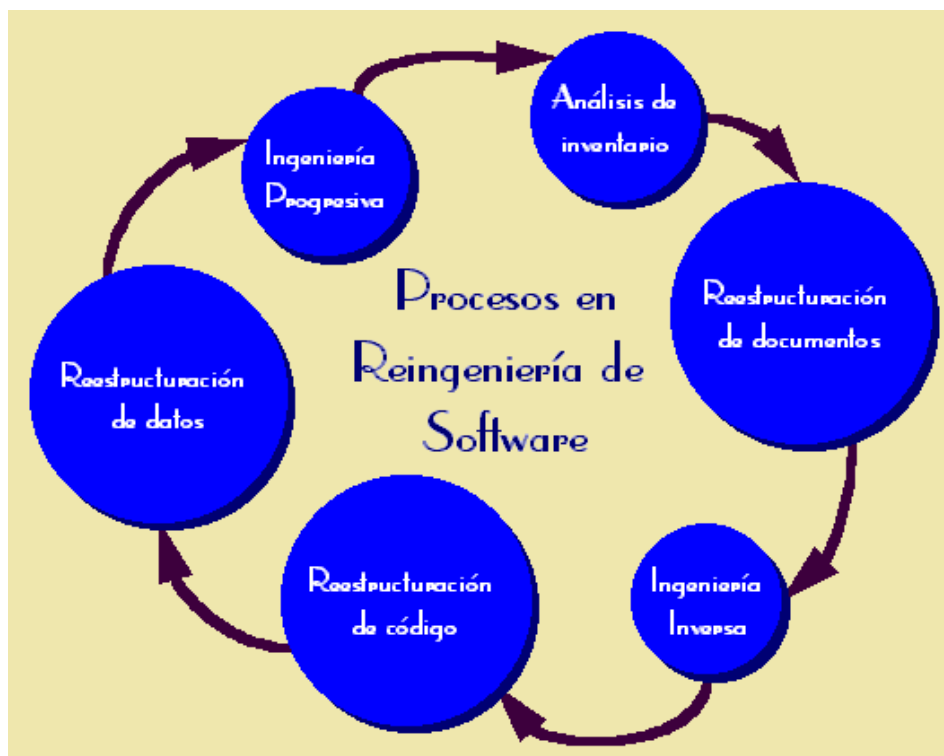 Procesos en
Reingeniería de
Software
Análisis de
inventario
Reestructuración
de documentos
Ingeniería
Inversa
Reestructuración
de código
Reestructuración
de datos
Ingeniería
Progresiva